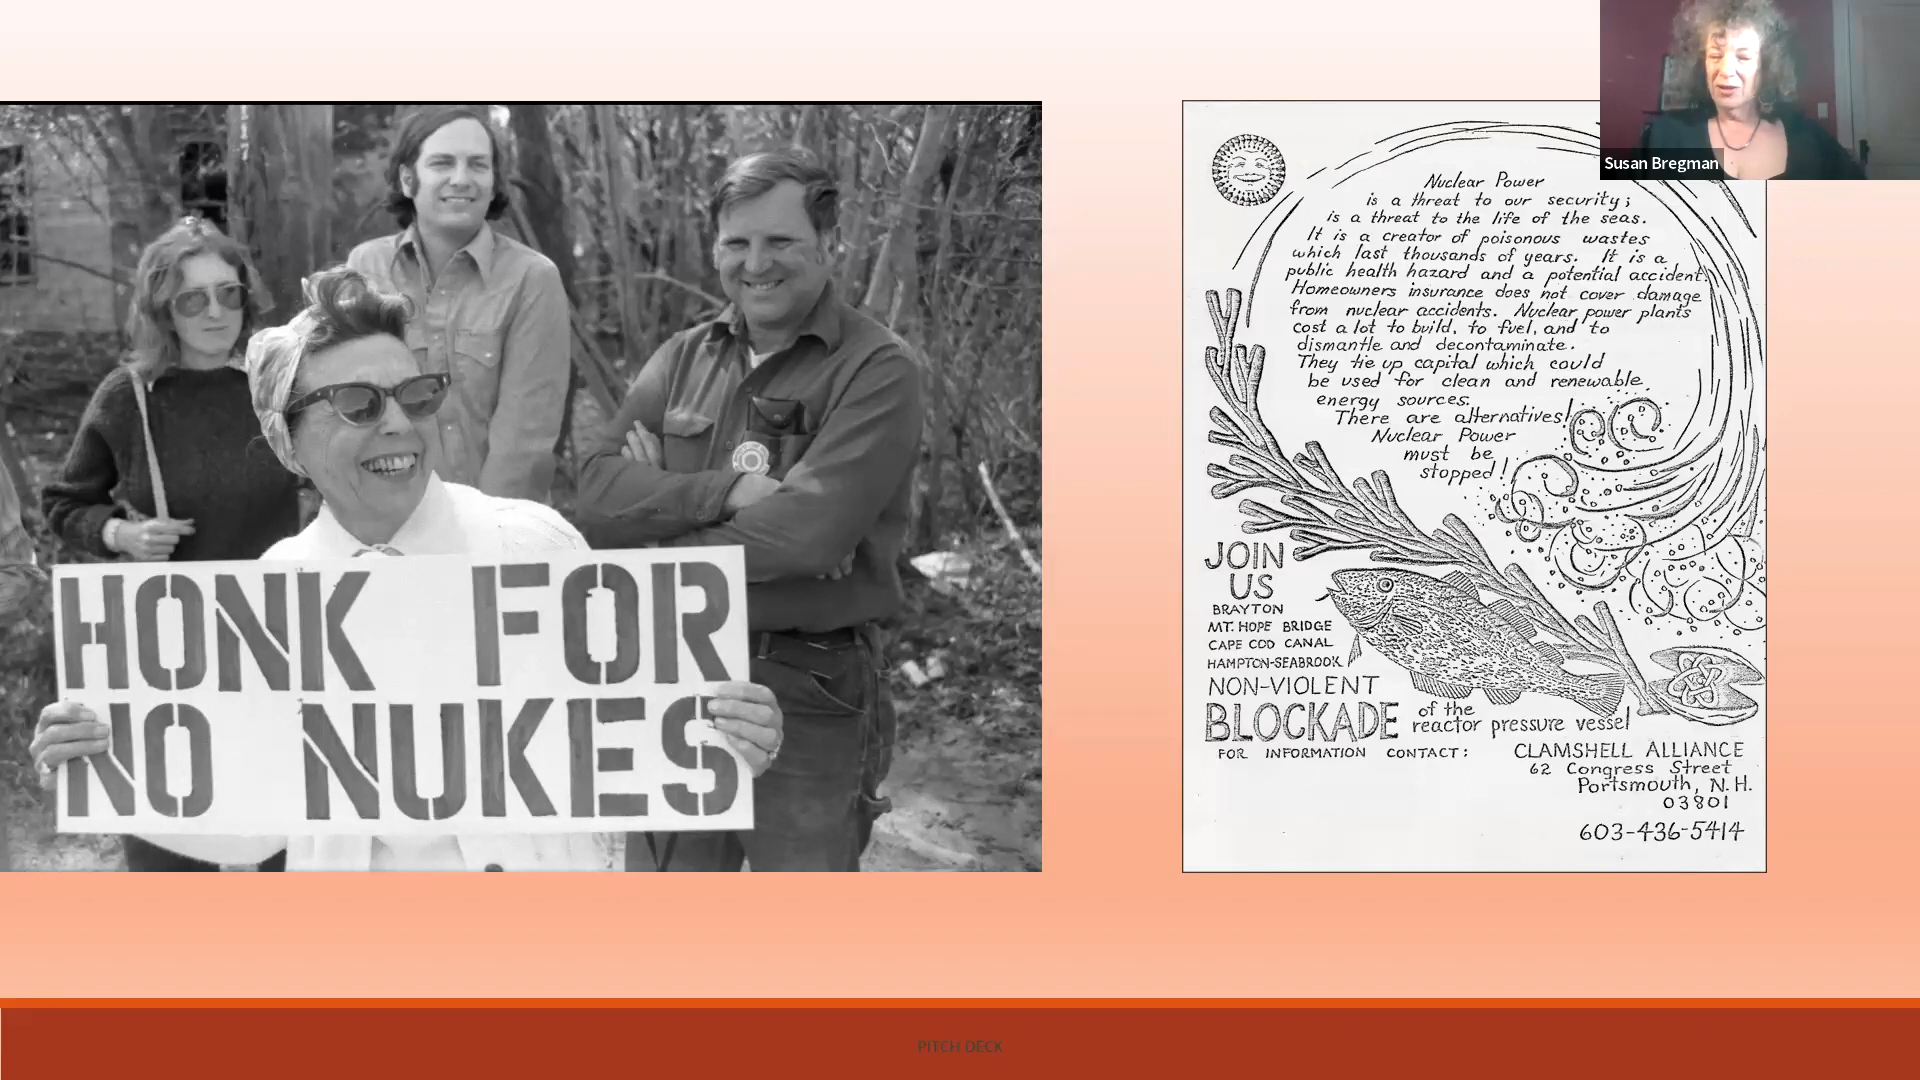 HONK FOR
NO NUKES
Susan Bregman
Nuclear Power
is a threat to our security;
is a threat to the life of the seas.
It is a creator of poisonous wastes
which last thousands of years. It is a
public health hazard and a potential accident.
Homeowners insurance does not cover damage
from nuclear accidents. Nuclear power plants
cost a lot to build, to fuel, and to
dismantle and decontaminate.
They tie up capital which could
be used for clean and renewable
energy sources.
There are alternatives!
Nuclear Power
must be
stopped!
JOIN
US
BRAYTON
MT. HOPE BRIDGE
CAPE COD CANAL
HAMPTON-SEABROOK
NON-VIOLENT
BLOCKADE of the
reactor pressure vessel
FOR INFORMATION CONTACT:
CLAMSHELL ALLIANCE
62 Congress Street
Portsmouth, N.H.
03801
603-436-5414
PITCH DECK